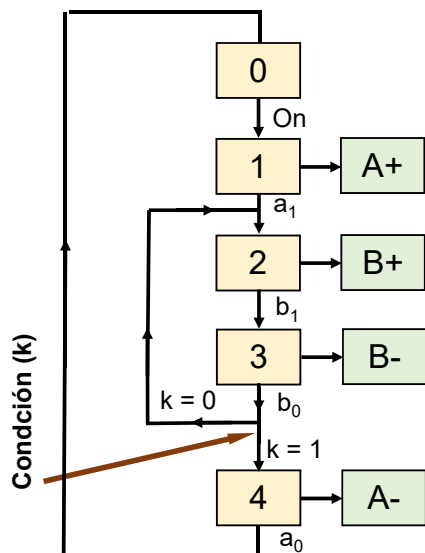 0
On
1
A+
a₁
2
B+
b₁
3
B-
b₀
k = 0
k = 1
Condción (k)
4
A-
a₀